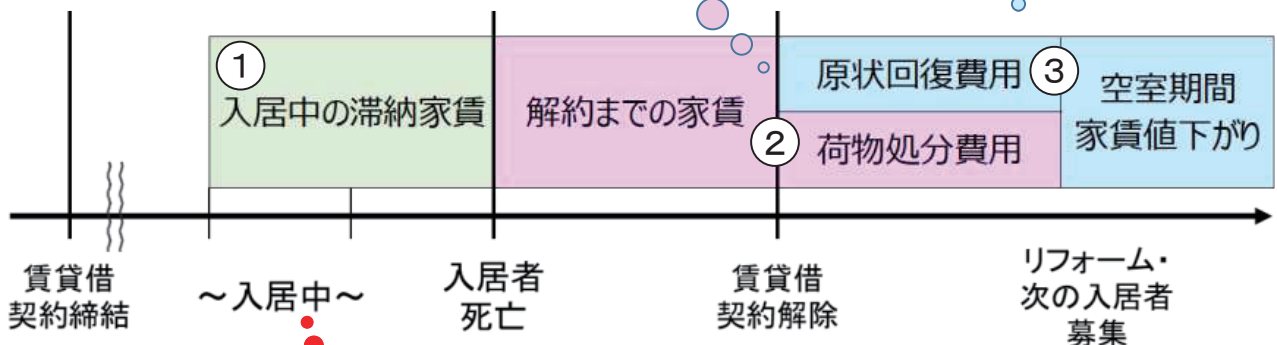 ①
入居中の滞納家賃
解約までの家賃
②
原状回復費用
③
荷物処分費用
空室期間
家賃値下がり
賃貸借
契約締結
～入居中～
入居者
死亡
賃貸借
契約解除
リフォーム・
次の入居者
募集